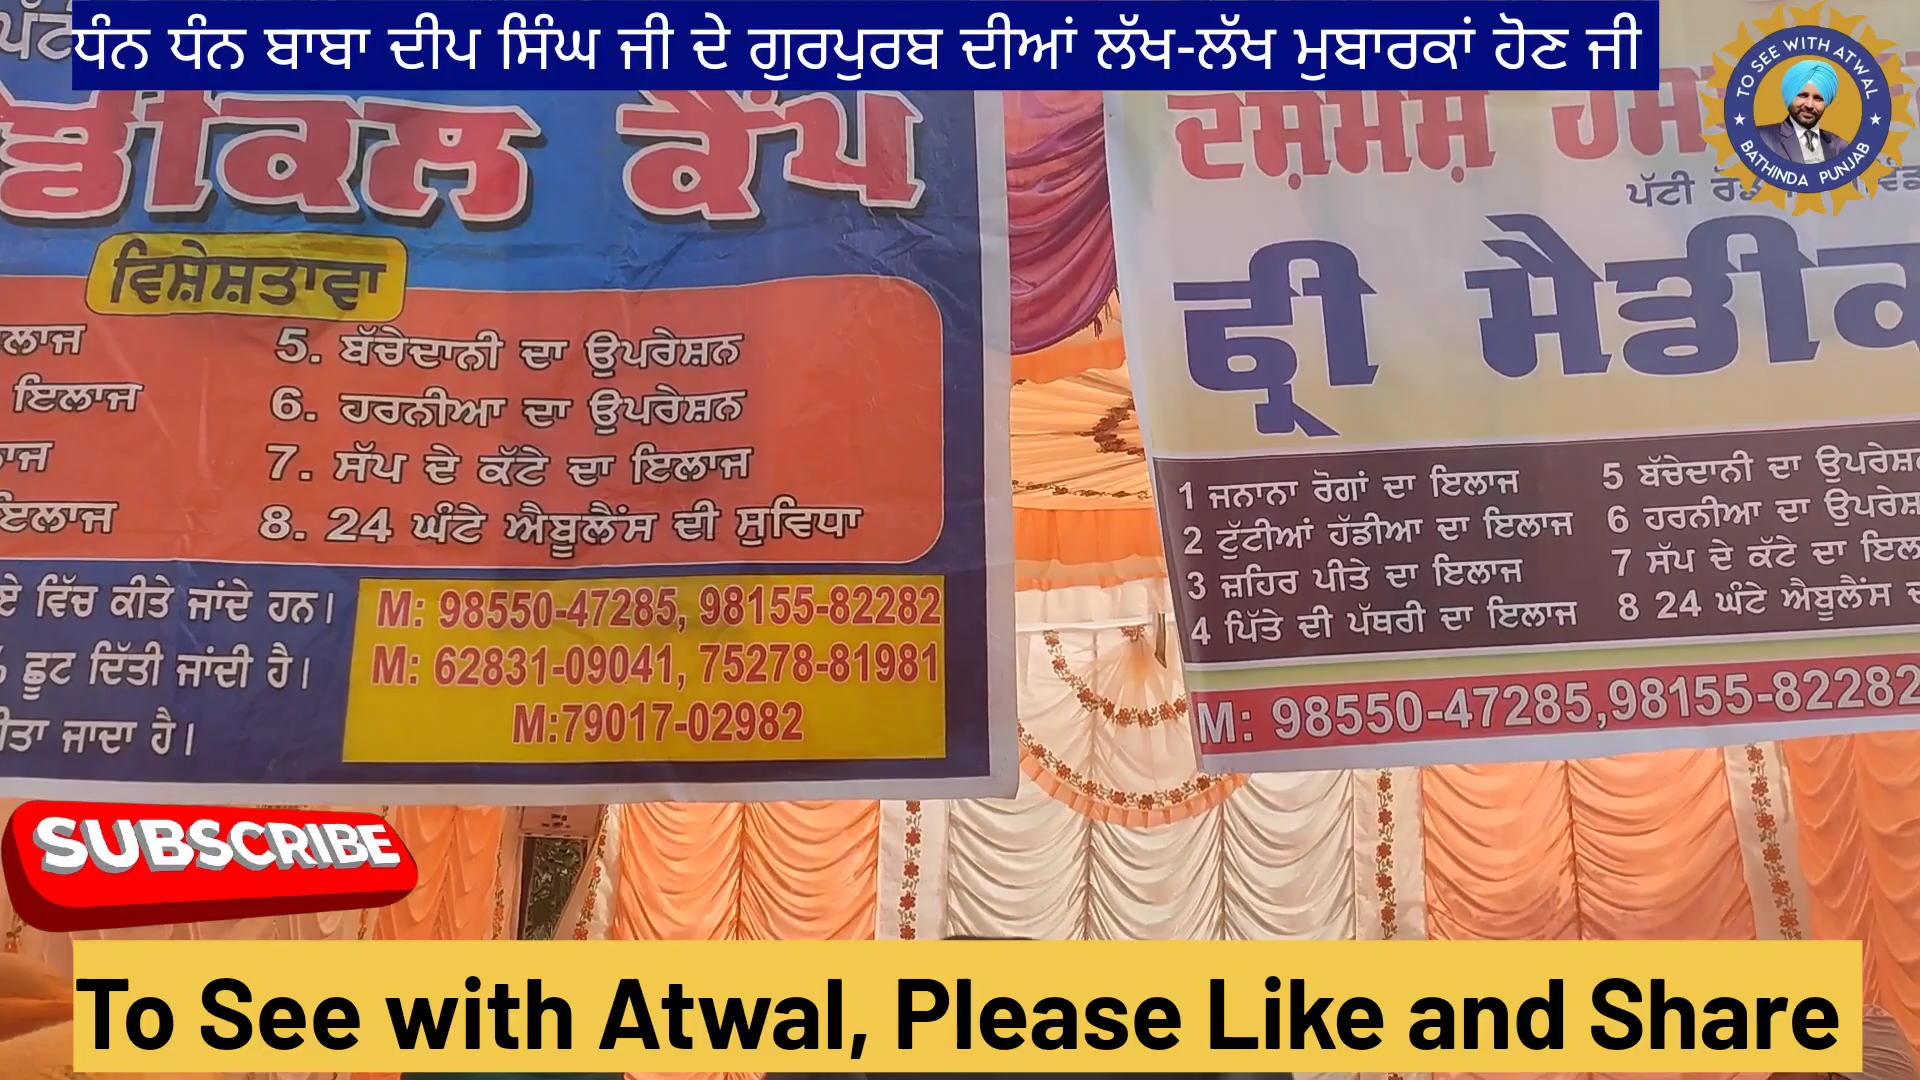 ਧੰਨ ਧੰਨ ਬਾਬਾ ਦੀਪ ਸਿੰਘ ਜੀ ਦੇ ਗੁਰਪੁਰਬ ਦੀਆਂ ਲੱਖ-ਲੱਖ ਮੁਬਾਰਕਾਂ ਹੋਣ ਜੀ
TO SEE WITH ATWAL
BATHINDA PUNJAB
ਕੈਂਪ
ਵਿਸ਼ੇਸ਼ਤਾਵਾ
5. ਬੱਚੇਦਾਨੀ ਦਾ ਉਪਰੇਸ਼ਨ
ਇਲਾਜ 6. ਹਰਨੀਆ ਦਾ ਉਪਰੇਸ਼ਨ
7. ਸੱਪ ਦੇ ਕੱਟੇ ਦਾ ਇਲਾਜ
ਇਲਾਜ 8. 24 ਘੰਟੇ ਐਬੂਲੈਂਸ ਦੀ ਸੁਵਿਧਾ
ਵਿੱਚ ਕੀਤੇ ਜਾਂਦੇ ਹਨ।
ਛੂਟ ਦਿੱਤੀ ਜਾਂਦੀ ਹੈ।
ਜਾਦਾ ਹੈ।
M: 98550-47285, 98155-82282
M: 62831-09041, 75278-81981
M:79017-02982
ਦਸ਼ਮੇਸ਼
ਪੱਟੀ
ਫ੍ਰੀ
1 ਜਨਾਨਾ ਰੋਗਾਂ ਦਾ ਇਲਾਜ
2 ਟੁੱਟੀਆਂ ਹੱਡੀਆ ਦਾ ਇਲਾਜ
3 ਜ਼ਹਿਰ ਪੀਤੇ ਦਾ ਇਲਾਜ
4 ਪਿੱਤੇ ਦੀ ਪੱਥਰੀ ਦਾ ਇਲਾਜ
5 ਬੱਚੇਦਾਨੀ ਦਾ
6 ਹਰਨੀਆ ਦਾ
7 ਸੱਪ ਦੇ ਕੱਟੇ ਦਾ
8 24 ਘੰਟੇ ਐਬੂਲੈਂਸ
M: 98550-47285,98155-82282
SUBSCRIBE
To See with Atwal, Please Like and Share